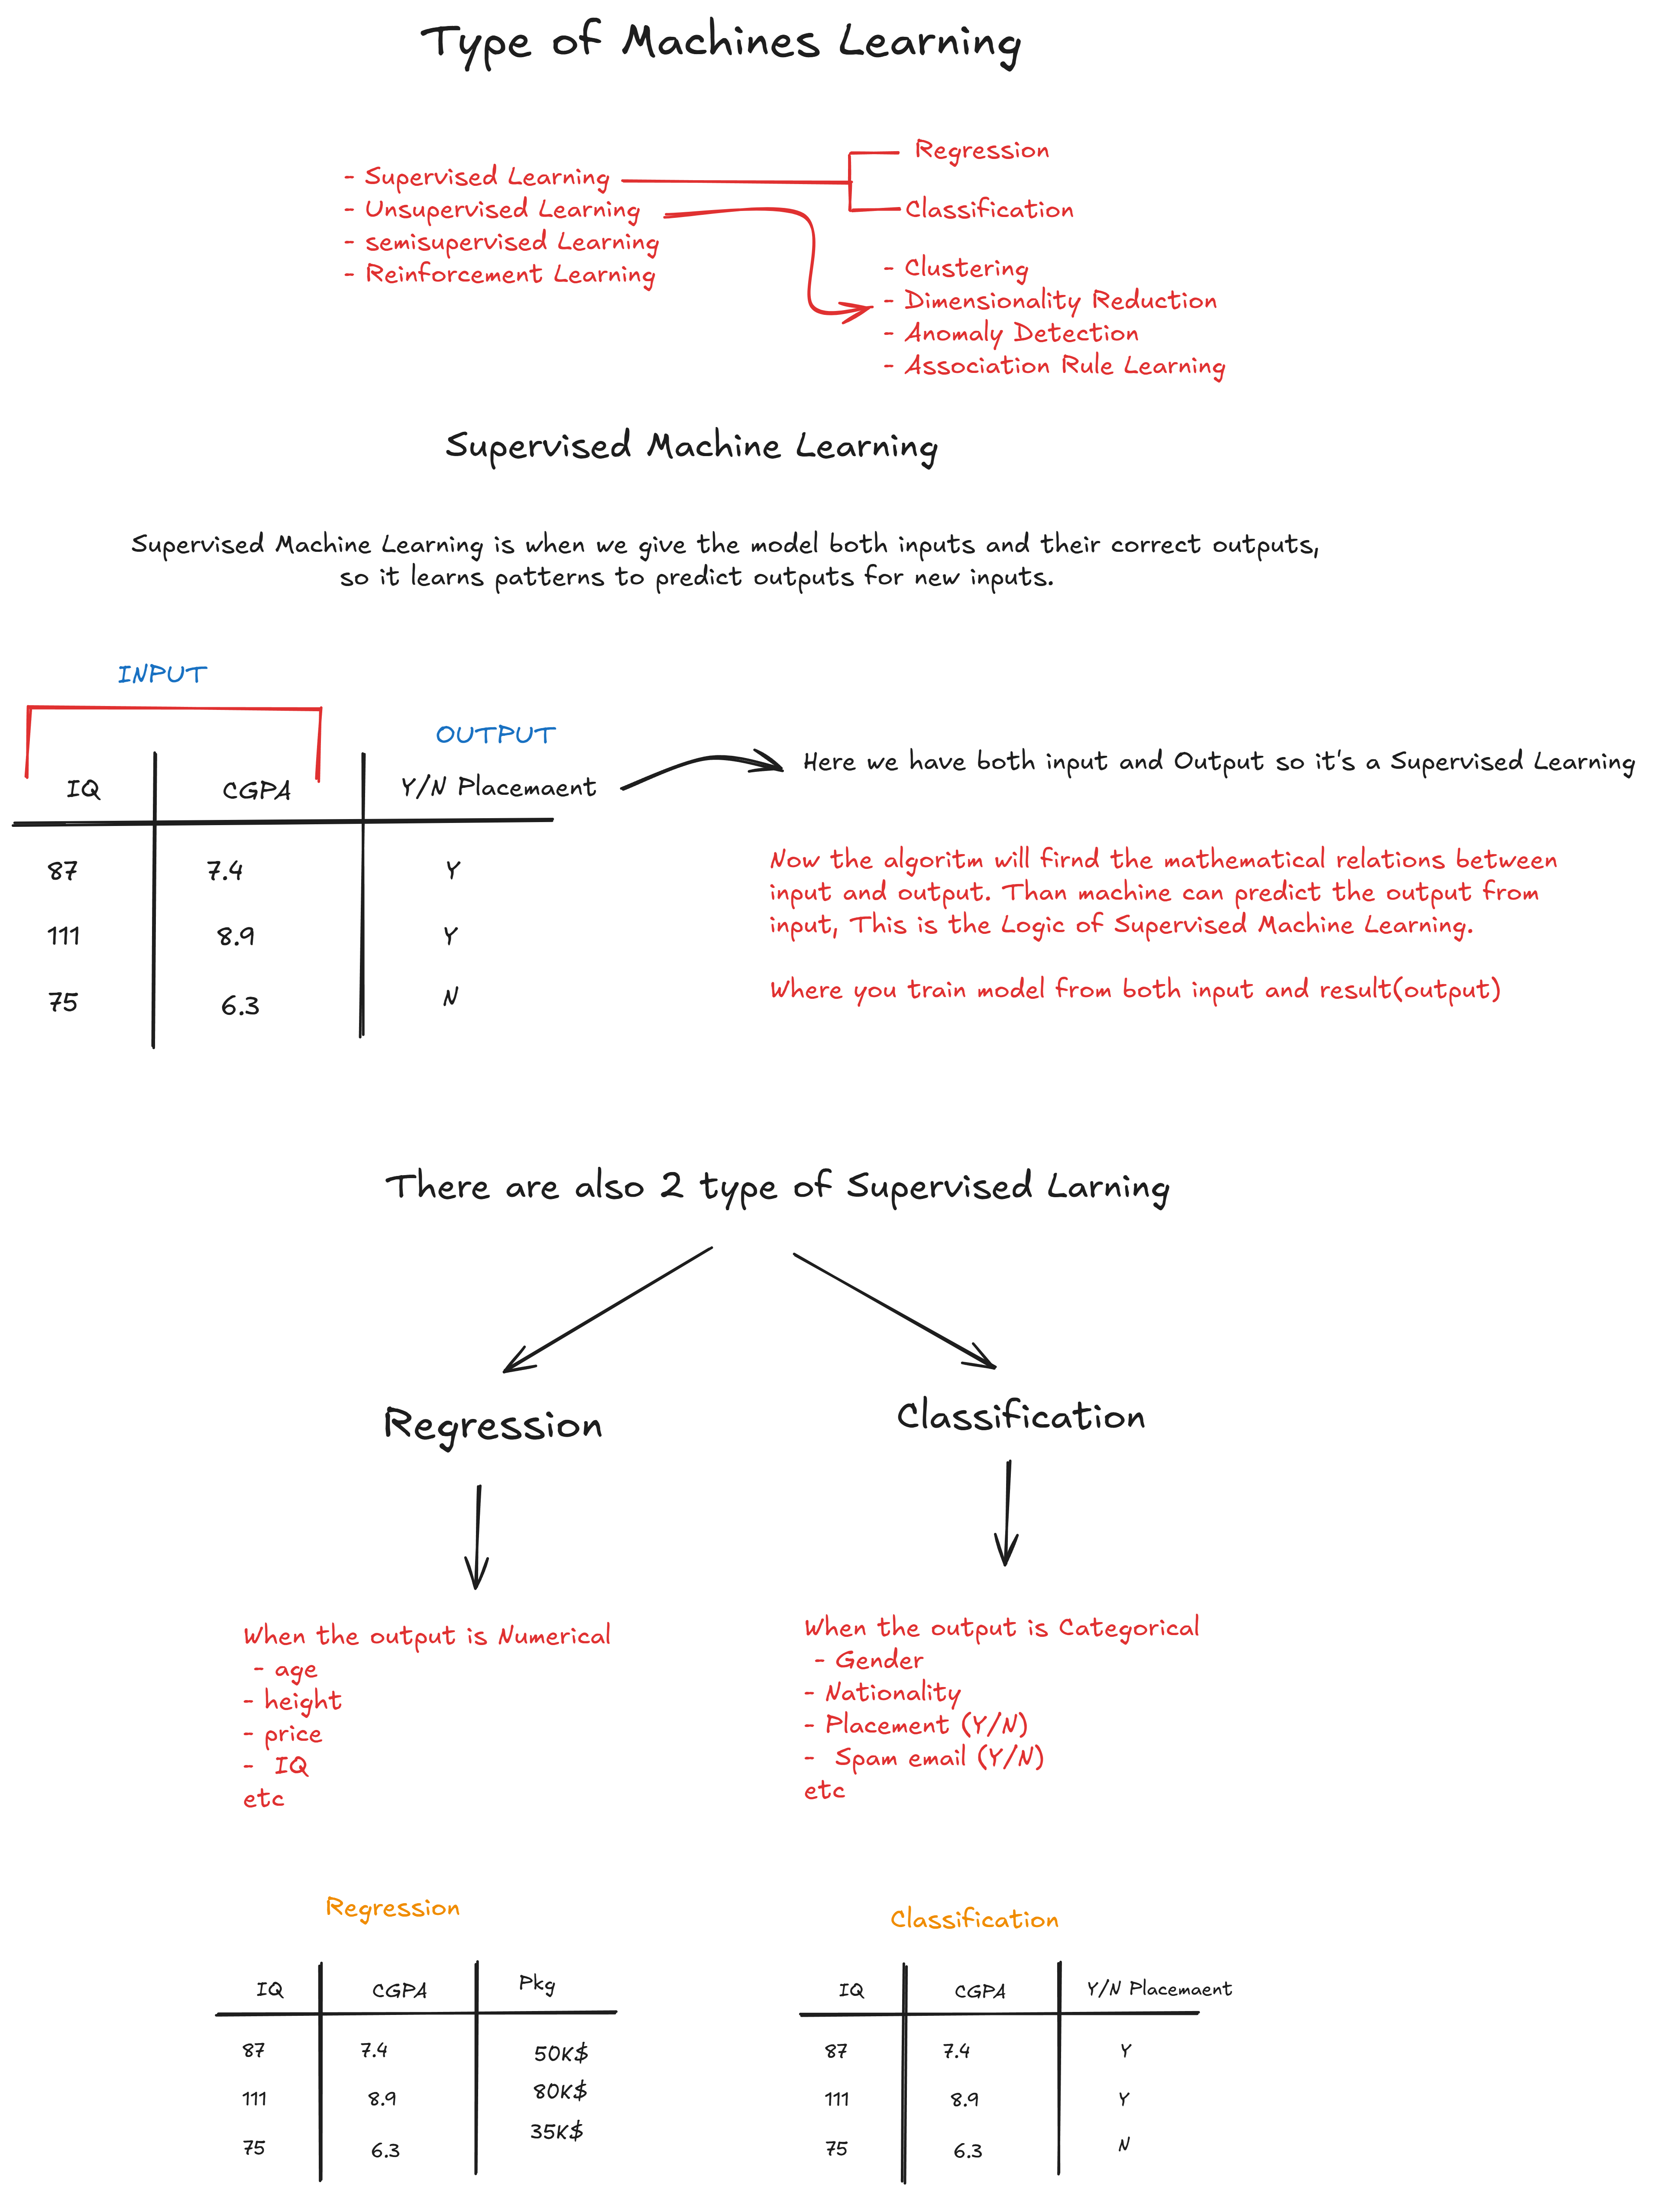 Type of Machines Learning
- Supervised Learning
- Unsupervised Learning
- semisupervised Learning
- Reinforcement Learning
Regression
Classification
- Clustering
- Dimensionality Reduction
- Anomaly Detection
- Association Rule Learning
Supervised Machine Learning
Supervised Machine Learning is when we give the model both inputs and their correct outputs,
so it learns patterns to predict outputs for new inputs.
INPUT
OUTPUT
IQ CGPA Y/N Placemaent
87 7.4 Y
111 8.9 Y
75 6.3 N
Here we have both input and Output so it's a Supervised Learning
Now the algoritm will firnd the mathematical relations between
input and output. Than machine can predict the output from
input, This is the Logic of Supervised Machine Learning.
Where you train model from both input and result(output)
There are also 2 type of Supervised Larning
Regression
When the output is Numerical
- age
- height
- price
- IQ
etc
Classification
When the output is Categorical
- Gender
- Nationality
- Placement (Y/N)
- Spam email (Y/N)
etc
Regression
IQ CGPA Pkg
87 7.4 50K$
111 8.9 80K$
75 6.3 35K$
Classification
IQ CGPA Y/N Placemaent
87 7.4 Y
111 8.9 Y
75 6.3 N